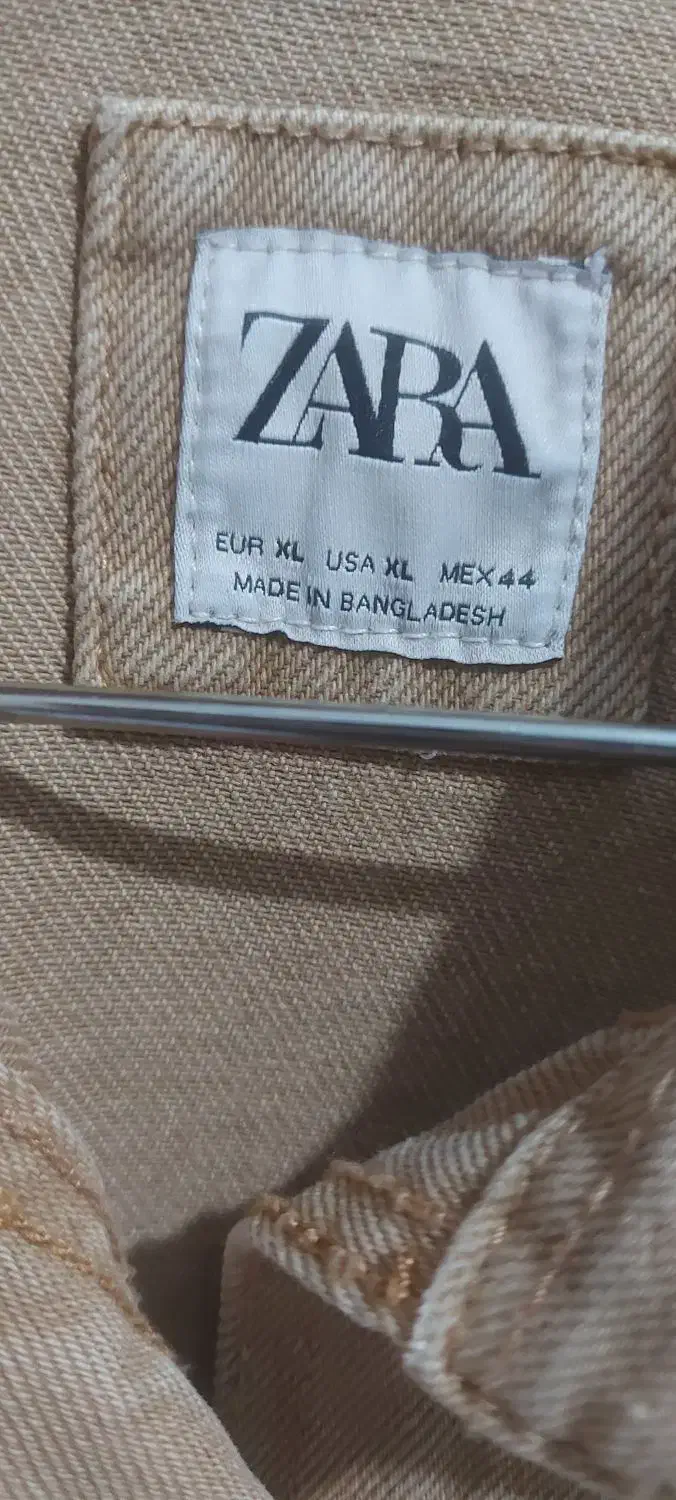 ZARA
EUR XL USA XL MEX 44
MADE IN BANGLADESH